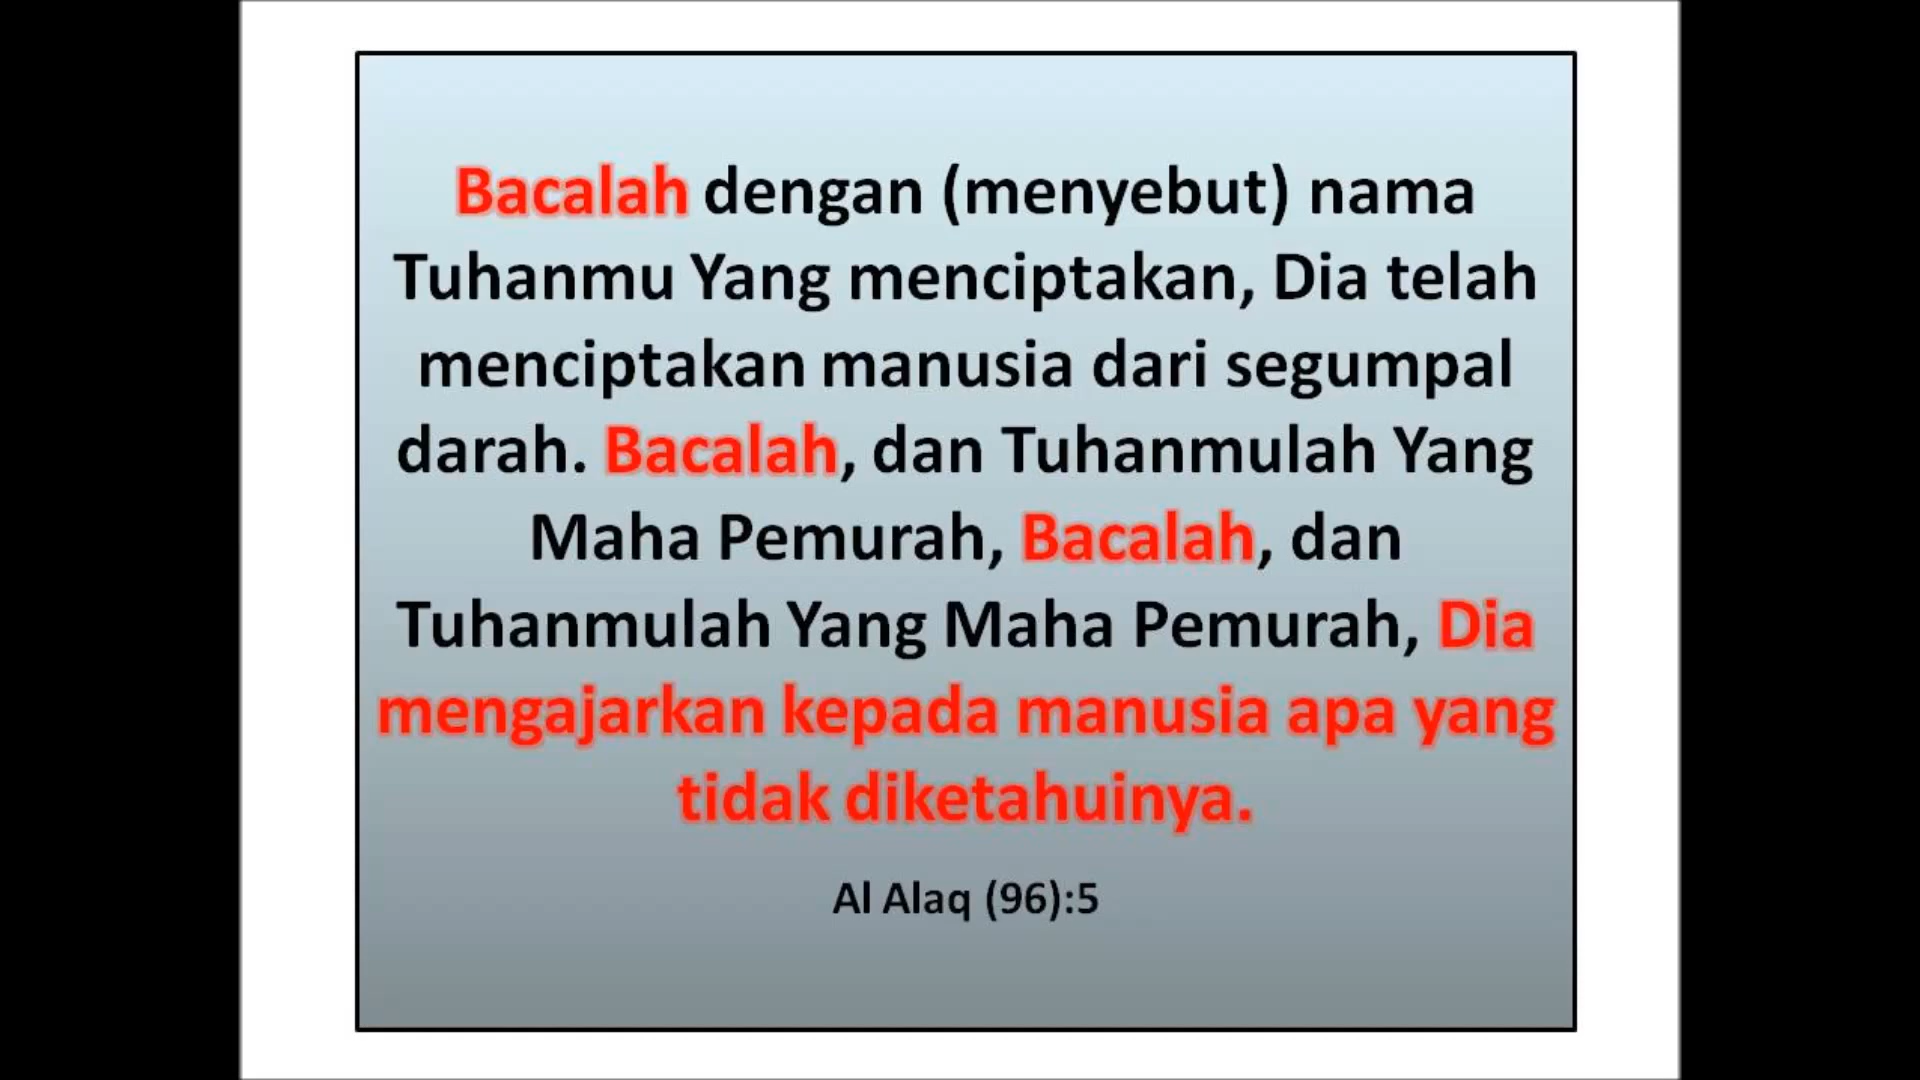 Bacalah dengan (menyebut) nama
Tuhanmu Yang menciptakan, Dia telah
menciptakan manusia dari segumpal
darah. Bacalah, dan Tuhanmulah Yang
Maha Pemurah, Bacalah, dan
Tuhanmulah Yang Maha Pemurah, Dia
mengajarkan kepada manusia apa yang
tidak diketahuinya.
Al Alaq (96):5